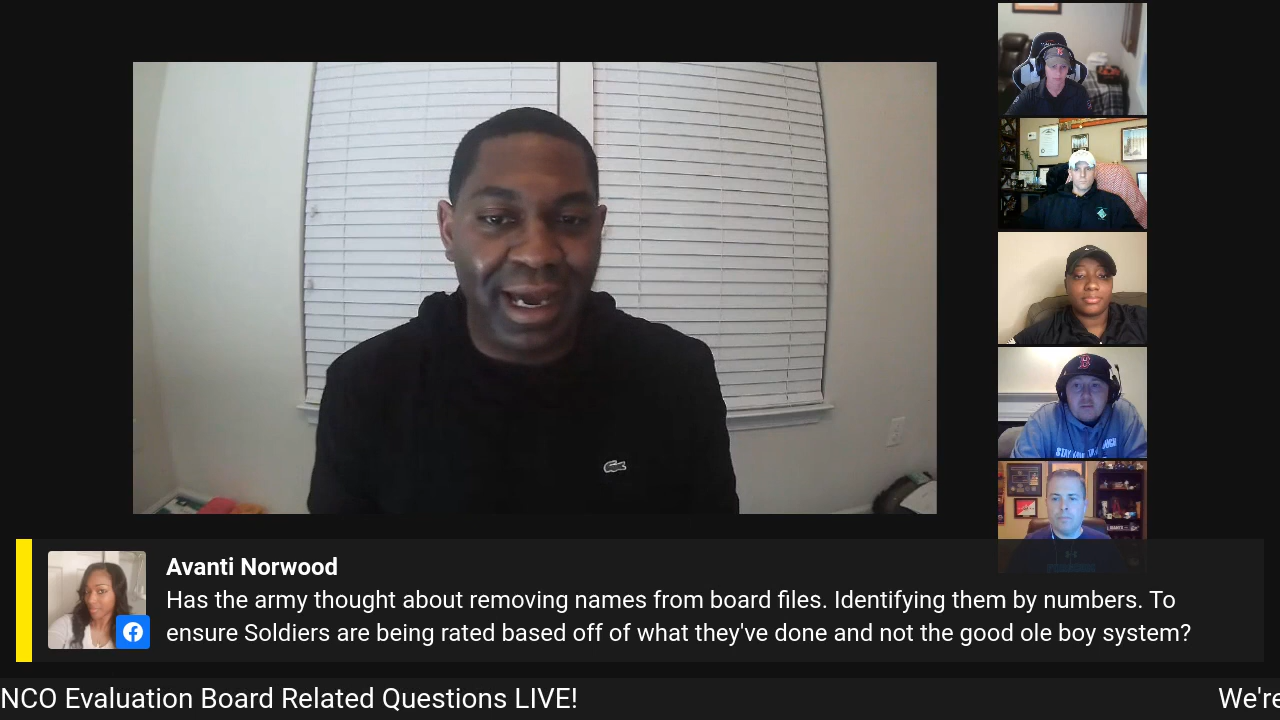 B
Avanti Norwood
Has the army thought about removing names from board files. Identifying them by numbers. To
ensure Soldiers are being rated based off of what they've done and not the good ole boy system?
NCO Evaluation Board Related Questions LIVE!
We're